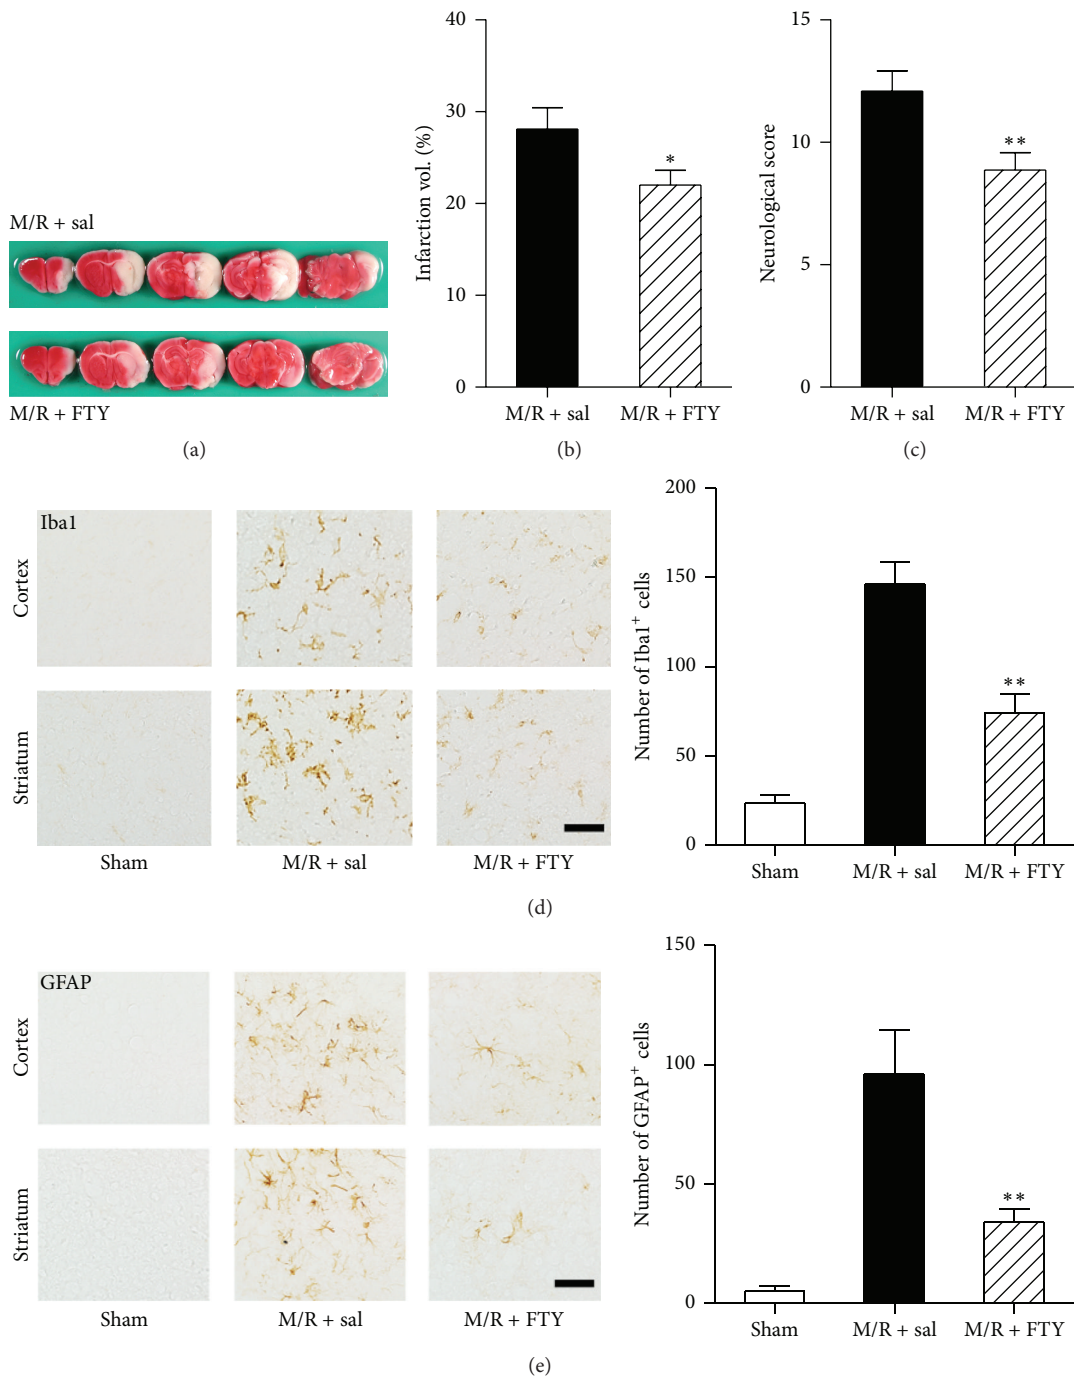 M/R + sal
M/R + FTY
(a)
Infarction vol. (%)
40
30
20
10
0
*
M/R + sal
M/R + FTY
(b)
Neurological score
15
10
5
0
**
M/R + sal
M/R + FTY
(c)
Iba1
Cortex
Striatum
Sham
M/R + sal
M/R + FTY
Number of Iba1+ cells
200
150
100
50
0
**
Sham
M/R + sal
M/R + FTY
(d)
GFAP
Cortex
Striatum
Sham
M/R + sal
M/R + FTY
Number of GFAP+ cells
150
100
50
0
**
Sham
M/R + sal
M/R + FTY
(e)